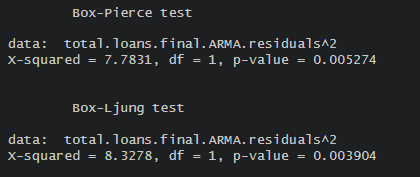 Box-Pierce test
data:  total.loans.final.ARMA.residuals^2
X-squared = 7.7831, df = 1, p-value = 0.005274
Box-Ljung test
data:  total.loans.final.ARMA.residuals^2
X-squared = 8.3278, df = 1, p-value = 0.003904